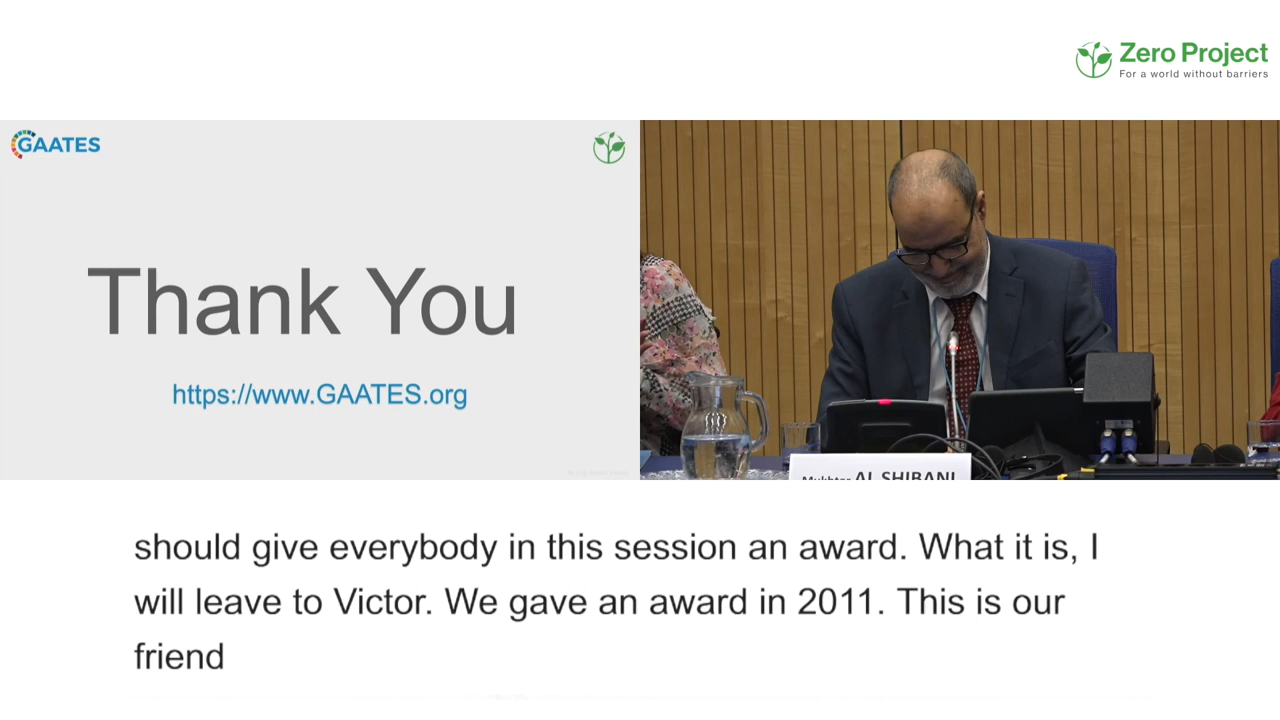 Zero Project
For a world without barriers
GAATES
Thank You
https://www.GAATES.org
Mukhtar AL SHIBANI
should give everybody in this session an award. What it is, I
will leave to Victor. We gave an award in 2011. This is our
friend